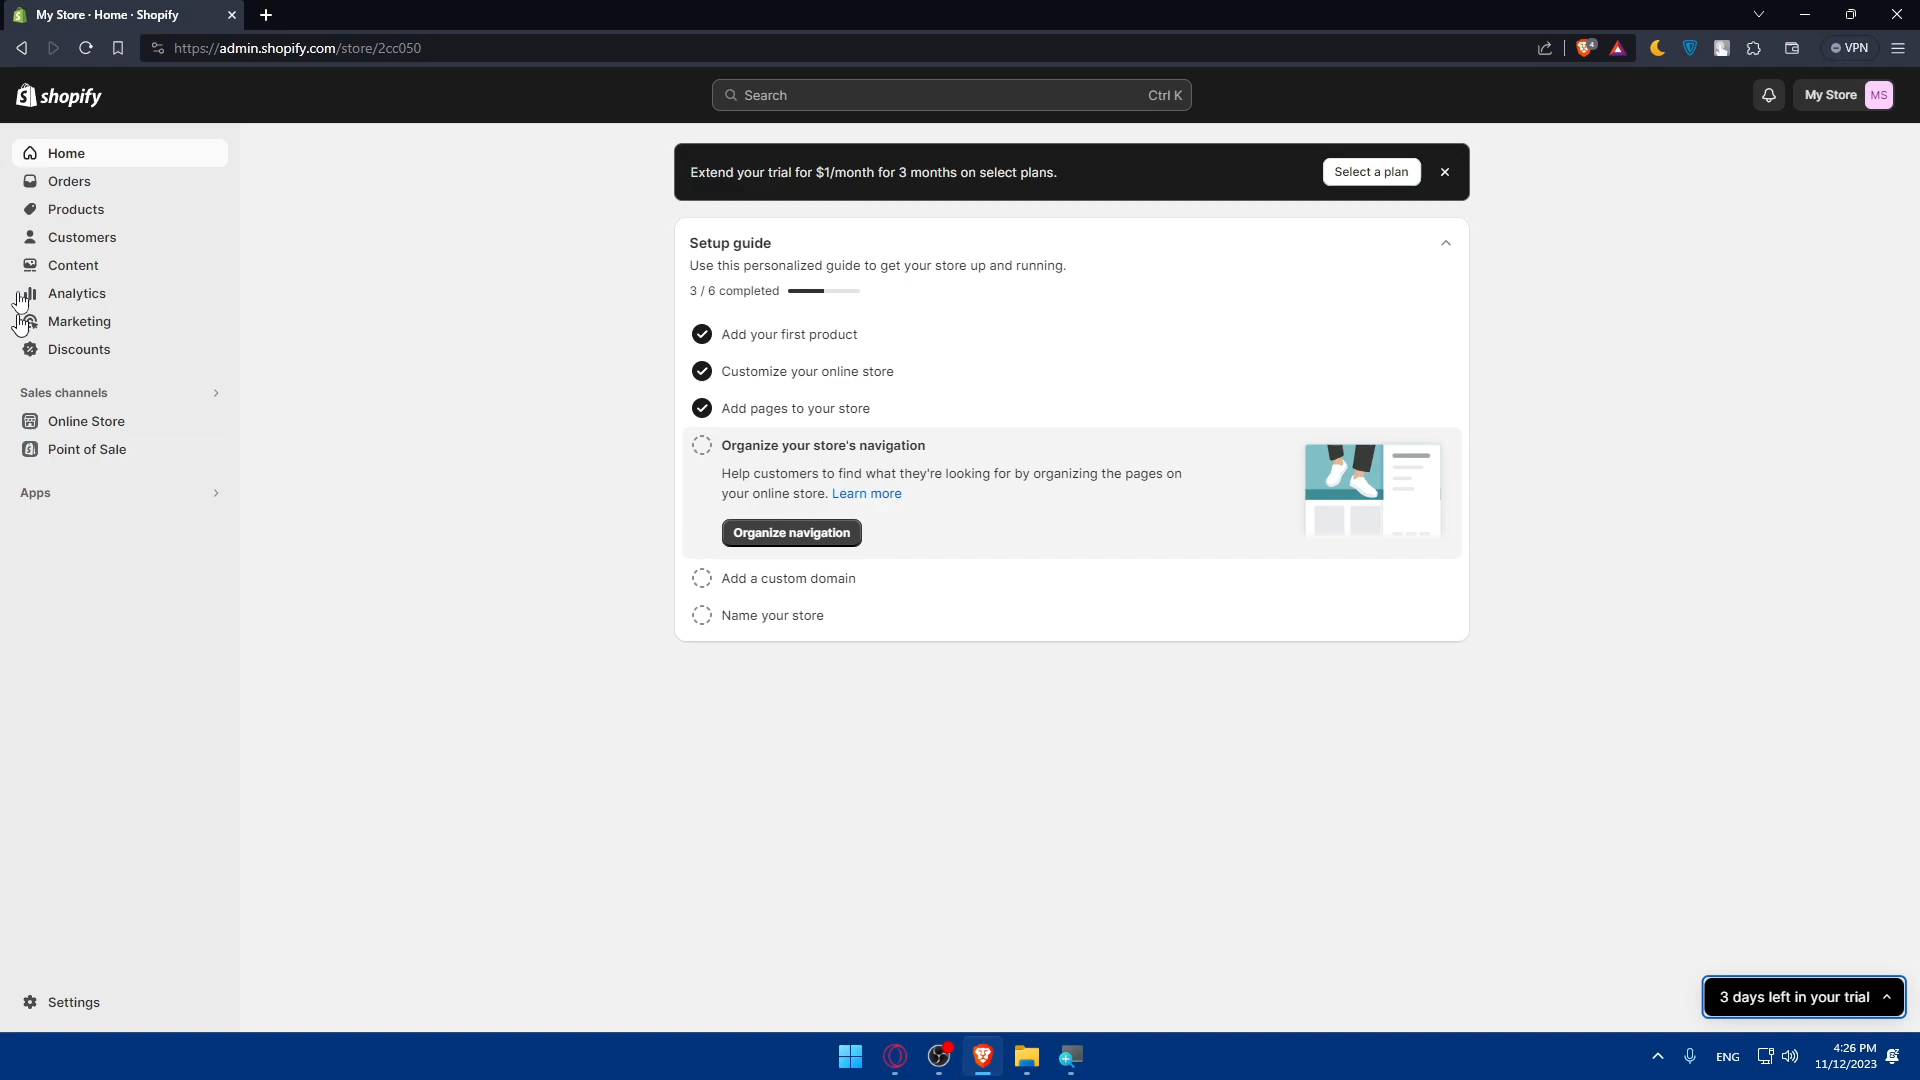 My Store · Home · Shopify
https://admin.shopify.com/store/2cc050
4
VPN
shopify
Search
Ctrl K
My Store
MS
Home
Orders
Products
Customers
Content
Analytics
Marketing
Discounts
Sales channels
Online Store
Point of Sale
Apps
Settings
Extend your trial for $1/month for 3 months on select plans.
Select a plan
Setup guide
Use this personalized guide to get your store up and running.
3 / 6 completed
Add your first product
Customize your online store
Add pages to your store
Organize your store's navigation
Help customers to find what they're looking for by organizing the pages on
your online store. Learn more
Organize navigation
Add a custom domain
Name your store
3 days left in your trial
ENG
4:26 PM
11/12/2023